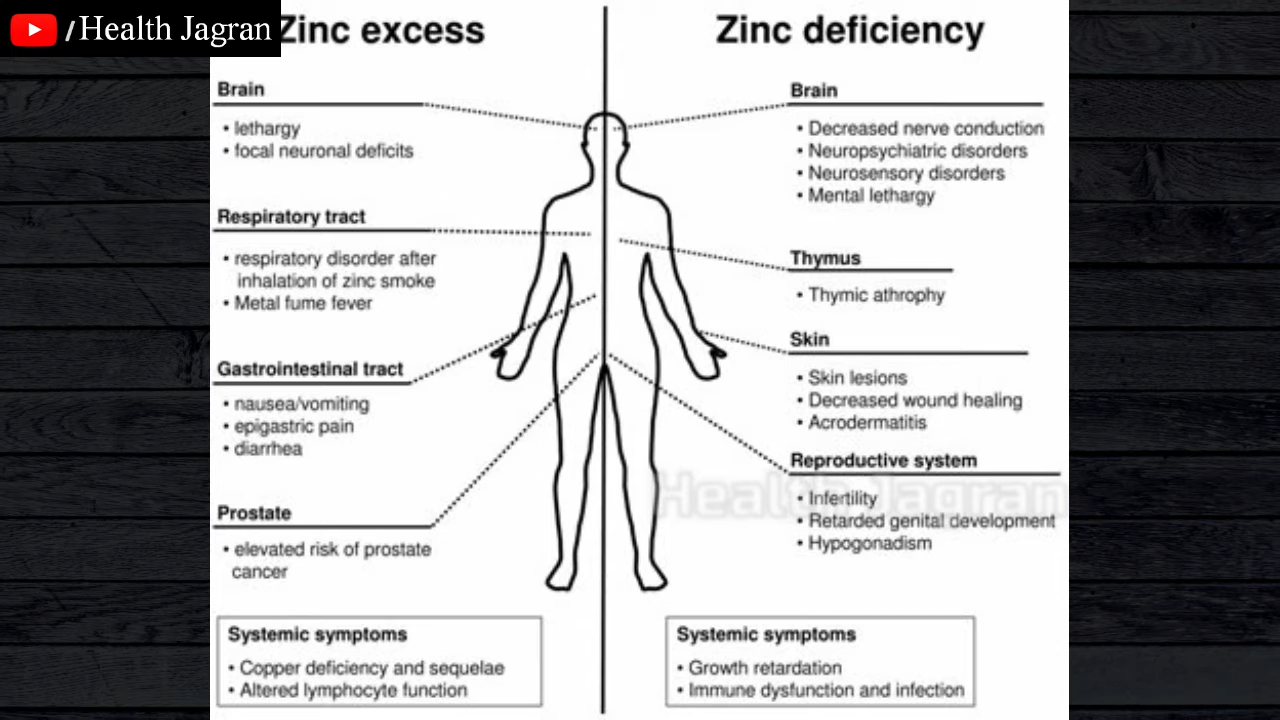 /Health Jagran
Zinc excess
Brain
• lethargy
• focal neuronal deficits
Respiratory tract
• respiratory disorder after
inhalation of zinc smoke
• Metal fume fever
Gastrointestinal tract
• nausea/vomiting
• epigastric pain
• diarrhea
Prostate
• elevated risk of prostate
cancer
Systemic symptoms
• Copper deficiency and sequelae
• Altered lymphocyte function
Zinc deficiency
Brain
• Decreased nerve conduction
• Neuropsychiatric disorders
• Neurosensory disorders
• Mental lethargy
Thymus
• Thymic athrophy
Skin
• Skin lesions
• Decreased wound healing
• Acrodermatitis
Reproductive system
Health Jagran
• Infertility
• Retarded genital development
• Hypogonadism
Systemic symptoms
• Growth retardation
• Immune dysfunction and infection